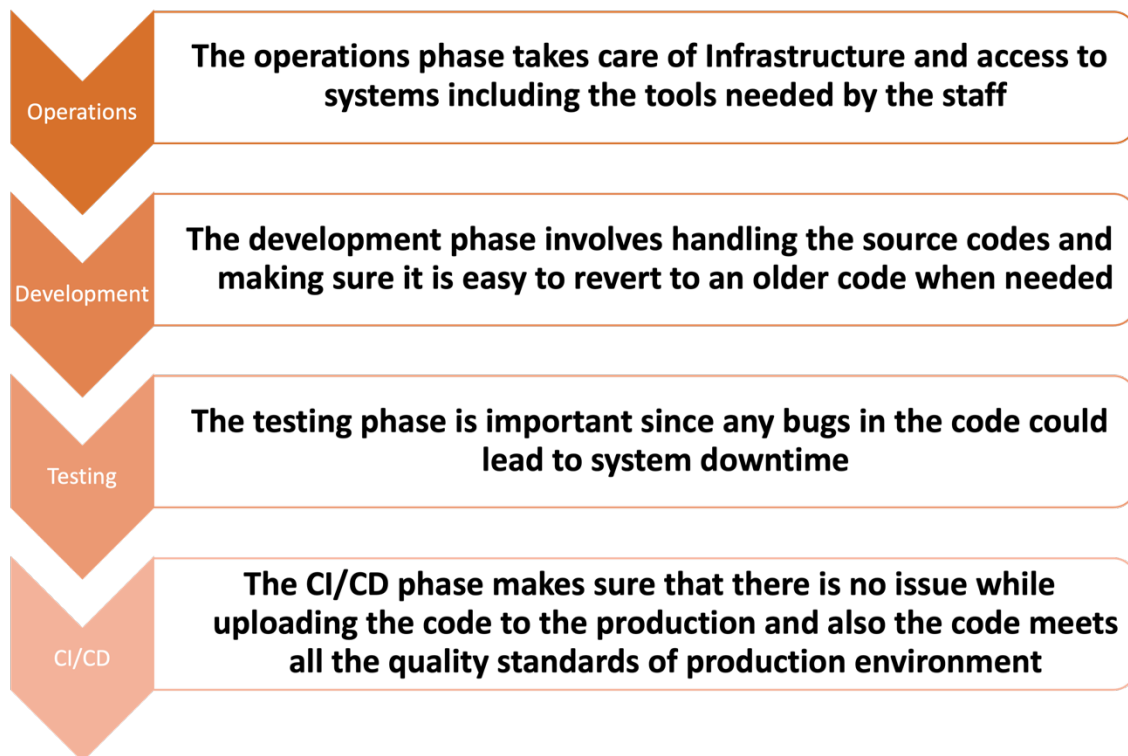 The operations phase takes care of Infrastructure and access to
systems including the tools needed by the staff
Operations
The development phase involves handling the source codes and
making sure it is easy to revert to an older code when needed
Development
The testing phase is important since any bugs in the code could
lead to system downtime
Testing
The CI/CD phase makes sure that there is no issue while
uploading the code to the production and also the code meets
all the quality standards of production environment
CI/CD